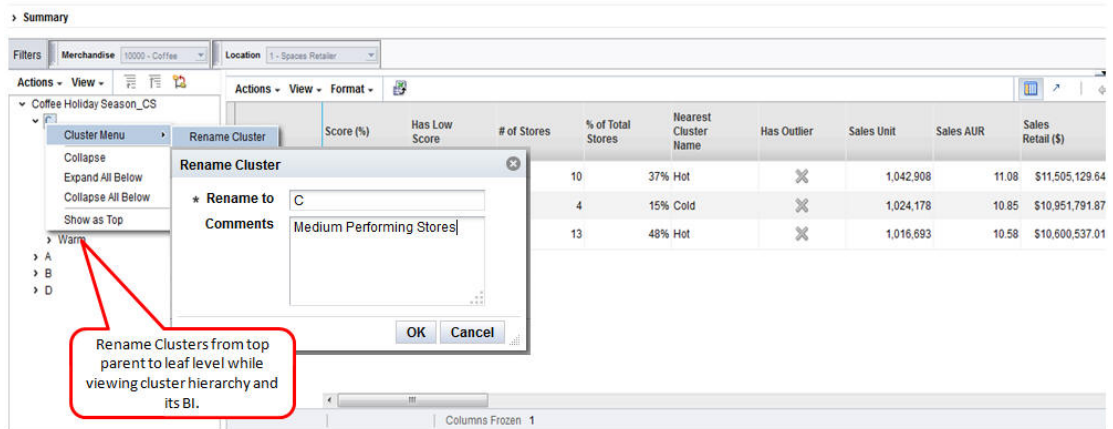 Summary
Filters Merchandise 10000 - Coffee Location 1 - Spaces Retailer
Actions View
Actions View Format
Coffee Holiday Season_CS
C
Cluster Menu
Rename Cluster
Collapse
Expand All Below
Collapse All Below
Show as Top
Warm
A
B
D
Score (%) Has Low Score # of Stores % of Total Stores Nearest Cluster Name Has Outlier Sales Unit Sales AUR Sales Retail ($)
10 37% Hot 1,042,908 11.08 $11,505,129.64
4 15% Cold 1,024,178 10.85 $10,951,791.87
13 48% Hot 1,016,693 10.58 $10,600,537.01
Rename Cluster
* Rename to C
Comments Medium Performing Stores
OK Cancel
Rename Clusters from top
parent to leaf level while
viewing cluster hierarchy and
its BI.
Columns Frozen 1